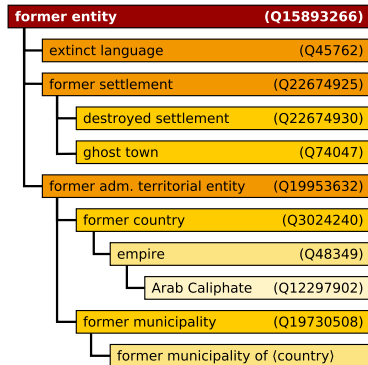 former entity (Q15893266)
extinct language (Q45762)
former settlement (Q22674925)
destroyed settlement (Q22674930)
ghost town (Q74047)
former adm. territorial entity (Q19953632)
former country (Q3024240)
empire (Q48349)
Arab Caliphate (Q12297902)
former municipality (Q19730508)
former municipality of ⟨country⟩